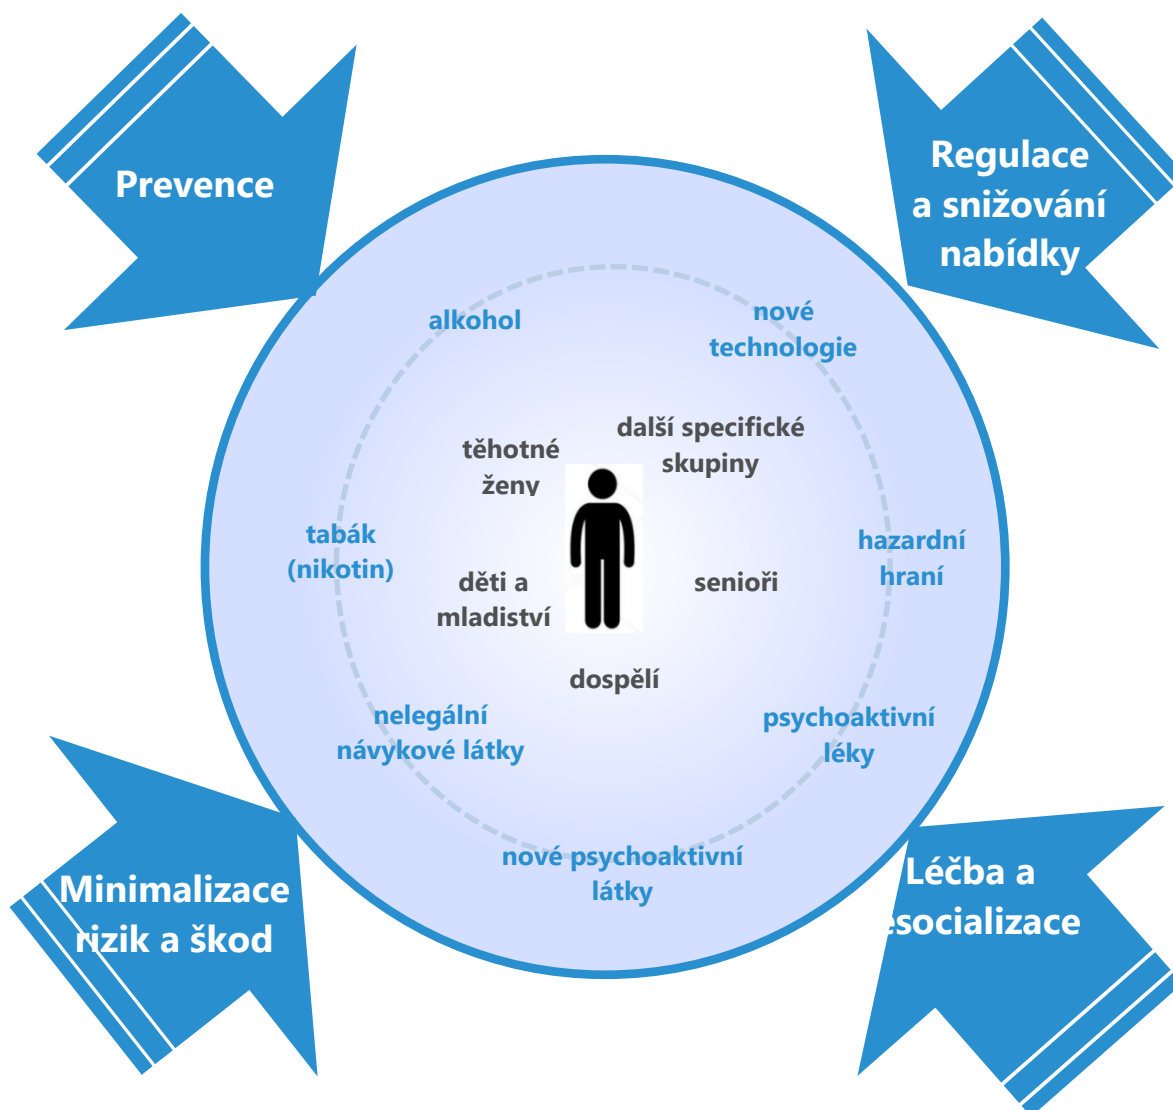 Prevence
Regulace
a snižování
nabídky
alkohol
nové
technologie
těhotné
ženy
další specifické
skupiny
tabák
(nikotin)
hazardní
hraní
děti a
mladiství
senioři
dospělí
nelegální
návykové látky
psychoaktivní
léky
nové psychoaktivní
látky
Minimalizace
rizik a škod
Léčba a
esocializace